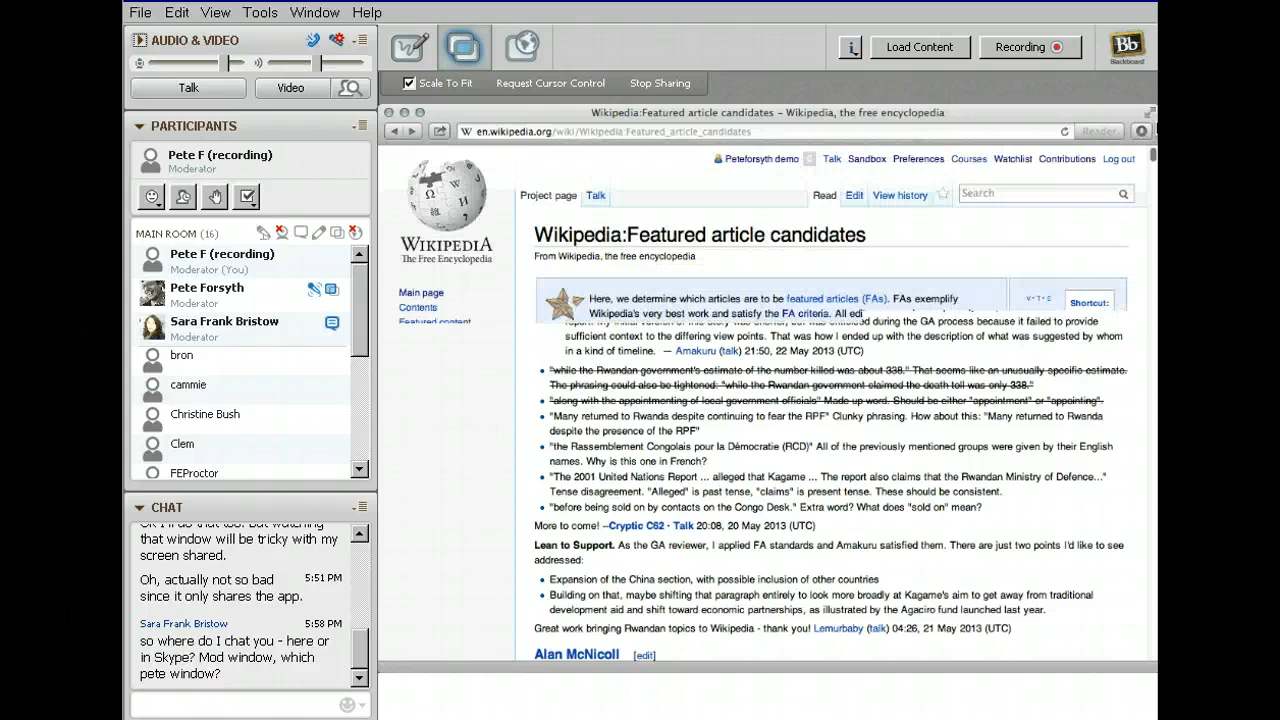 File Edit View Tools Window Help
AUDIO & VIDEO
Talk Video
PARTICIPANTS
Pete F (recording)
Moderator
MAIN ROOM (16)
Pete F (recording)
Moderator (You)
Pete Forsyth
Moderator
Sara Frank Bristow
Moderator
bron
cammie
Christine Bush
Clem
FEProctor
CHAT
that window will be tricky with my
screen shared.
Oh, actually not so bad 5:51 PM
since it only shares the app.
Sara Frank Bristow 5:58 PM
so where do I chat you - here or
in Skype? Mod window, which
pete window?
i Load Content Recording Bb
Blackboard
Scale To Fit Request Cursor Control Stop Sharing
Wikipedia:Featured article candidates – Wikipedia, the free encyclopedia
W en.wikipedia.org/wiki/Wikipedia:Featured_article_candidates Reader
Peteforsyth demo 0 Talk Sandbox Preferences Courses Watchlist Contributions Log out
Project page Talk Read Edit View history Search
WIKIPEDIA
The Free Encyclopedia
Main page
Contents
Featured content
Wikipedia:Featured article candidates
From Wikipedia, the free encyclopedia
Here, we determine which articles are to be featured articles (FAs). FAs exemplify
Wikipedia's very best work and satisfy the FA criteria. All edi
V · T · E Shortcut:
sufficient context to the differing view points. That was how I ended up with the description of what was suggested by whom
in a kind of timeline. — Amakuru (talk) 21:50, 22 May 2013 (UTC)
• "while the Rwandan government's estimate of the number killed was about 338." That seems like an unusually specific estimate.
The phrasing could also be tightened: "while the Rwandan government claimed the death toll was only 338."
• "along with the appointmenting of local government officials" Made up word. Should be either "appointment" or "appointing".
• "Many returned to Rwanda despite continuing to fear the RPF" Clunky phrasing. How about this: "Many returned to Rwanda
despite the presence of the RPF"
• "the Rassemblement Congolais pour la Démocratie (RCD)" All of the previously mentioned groups were given by their English
names. Why is this one in French?
• "The 2001 United Nations Report ... alleged that Kagame ... The report also claims that the Rwandan Ministry of Defence..."
Tense disagreement. "Alleged" is past tense, "claims" is present tense. These should be consistent.
• "before being sold on by contacts on the Congo Desk." Extra word? What does "sold on" mean?
More to come! –Cryptic C62 · Talk 20:08, 20 May 2013 (UTC)
Lean to Support. As the GA reviewer, I applied FA standards and Amakuru satisfied them. There are just two points I'd like to see
addressed:
• Expansion of the China section, with possible inclusion of other countries
• Building on that, maybe shifting that paragraph entirely to look more broadly at Kagame's aim to get away from traditional
development aid and shift toward economic partnerships, as illustrated by the Agaciro fund launched last year.
Great work bringing Rwandan topics to Wikipedia - thank you! Lemurbaby (talk) 04:26, 21 May 2013 (UTC)
Alan McNicoll [edit]